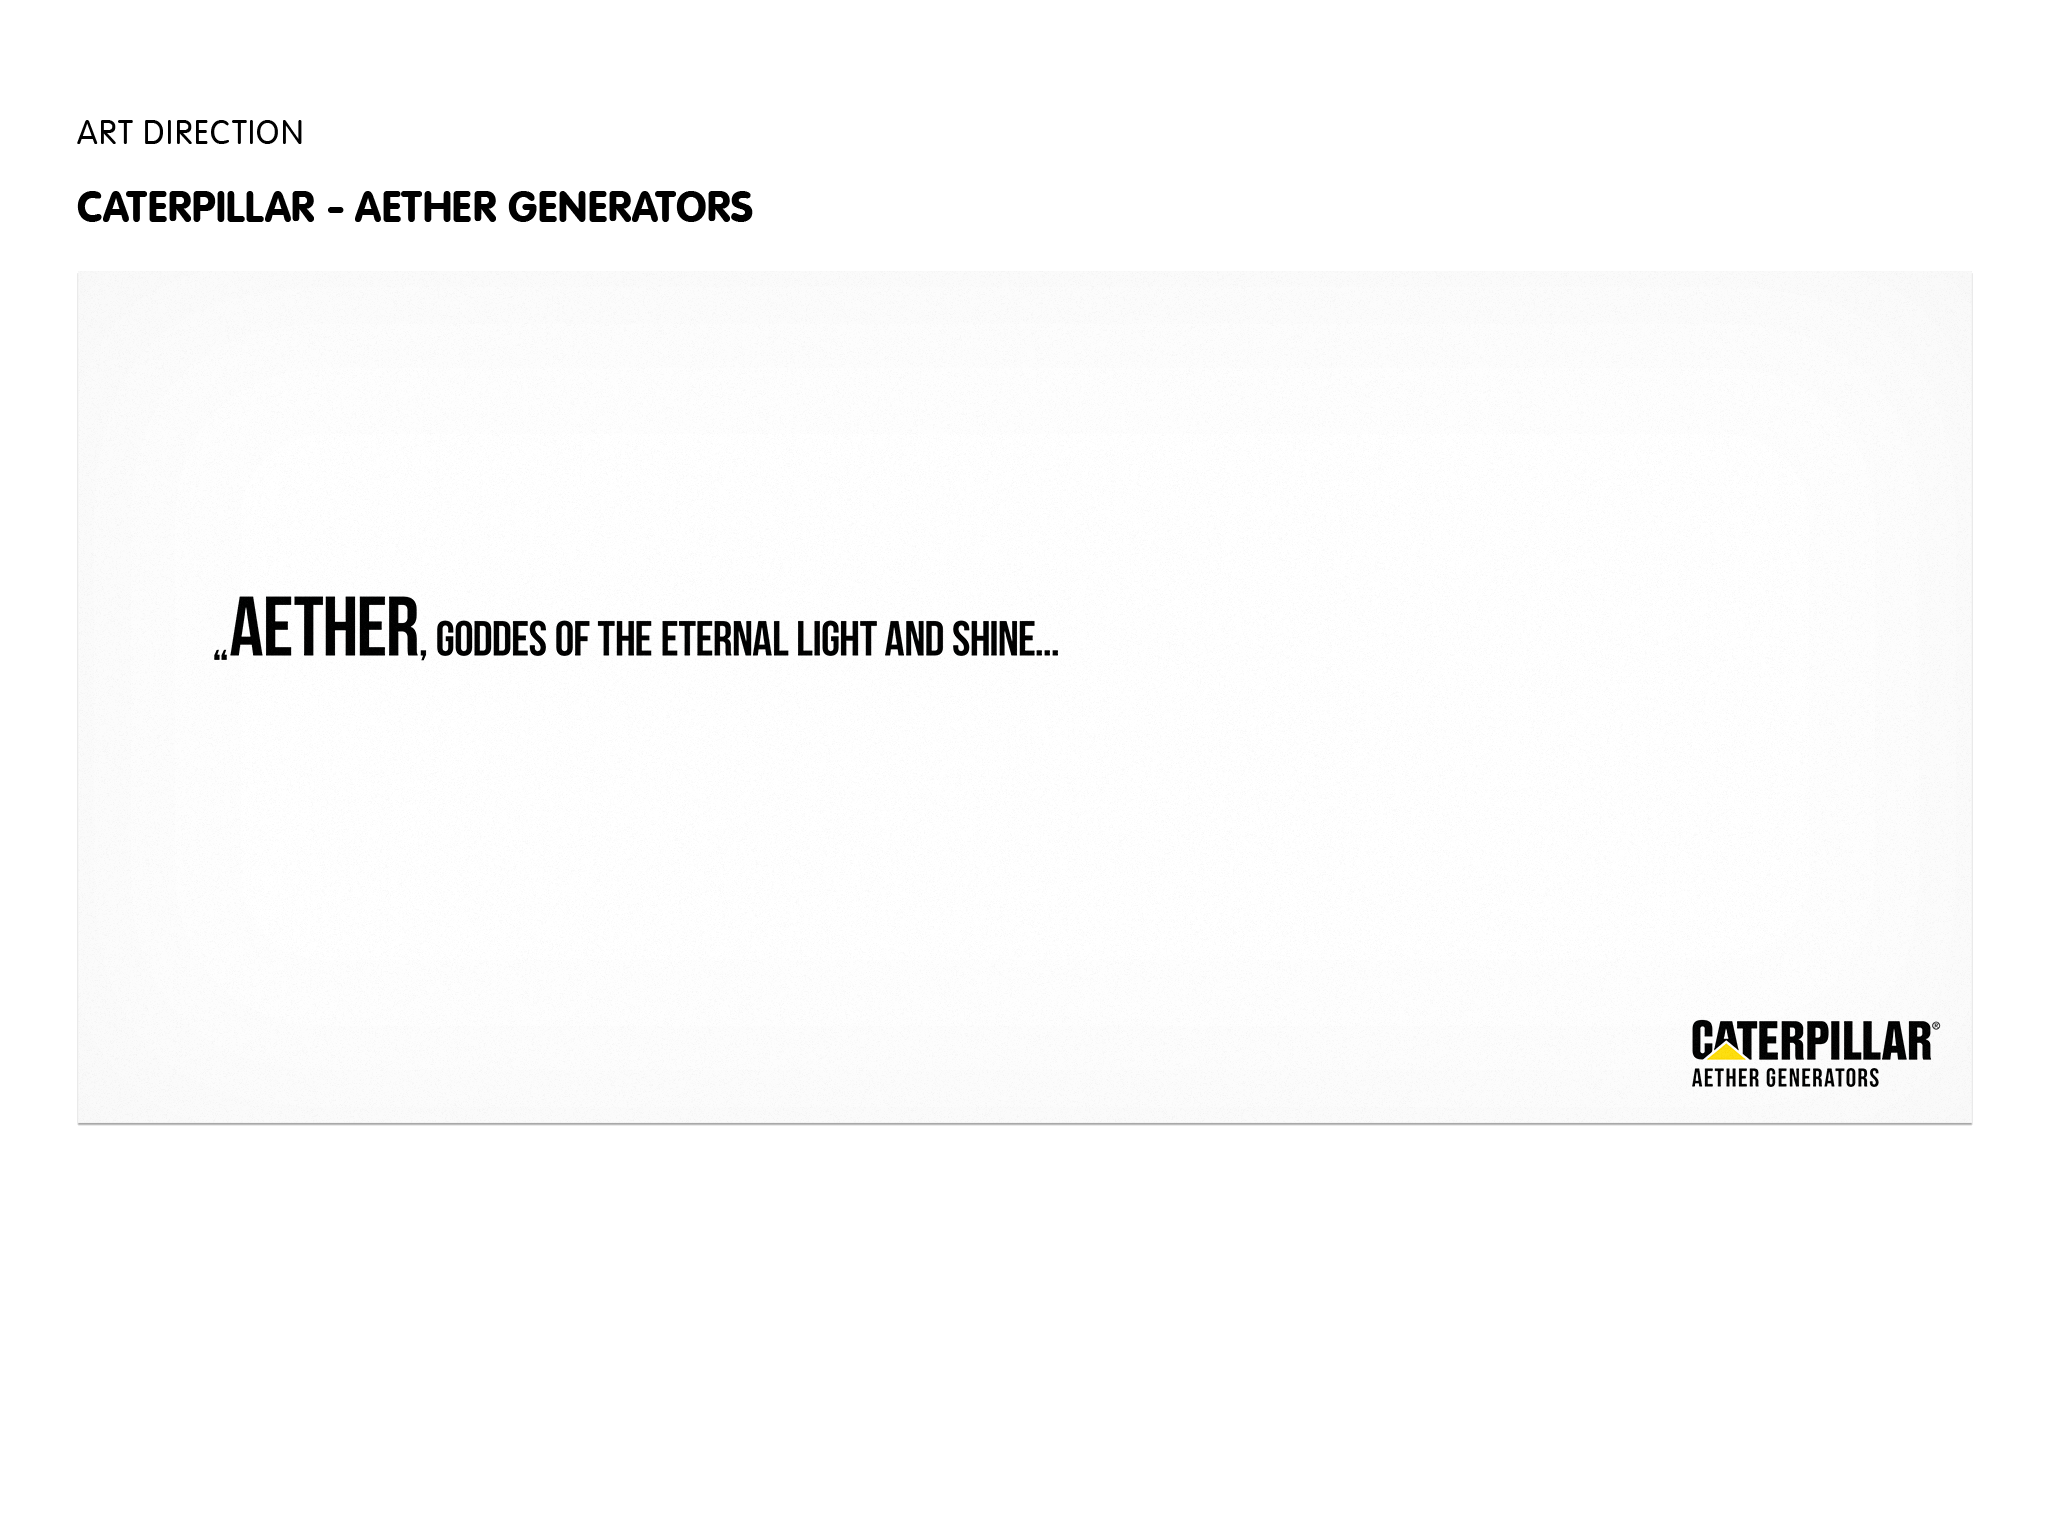 ART DIRECTION
CATERPILLAR – AETHER GENERATORS
„AETHER, GODDES OF THE ETERNAL LIGHT AND SHINE...
CATERPILLAR®
AETHER GENERATORS